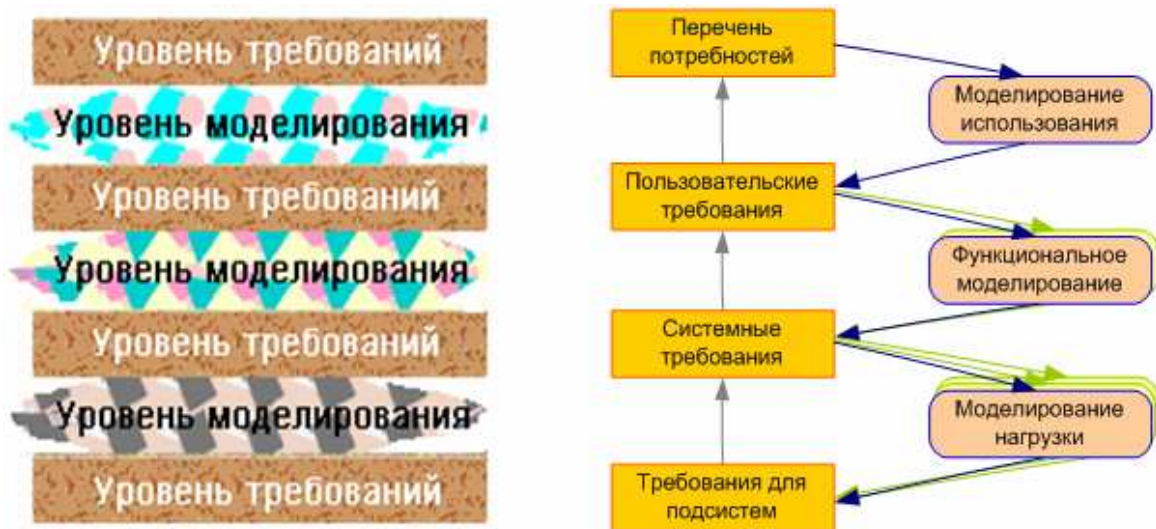 Уровень требований
Уровень моделирования
Уровень требований
Уровень моделирования
Уровень требований
Уровень моделирования
Уровень требований
Перечень
потребностей
Моделирование
использования
Пользовательские
требования
Функциональное
моделирование
Системные
требования
Моделирование
нагрузки
Требования для
подсистем